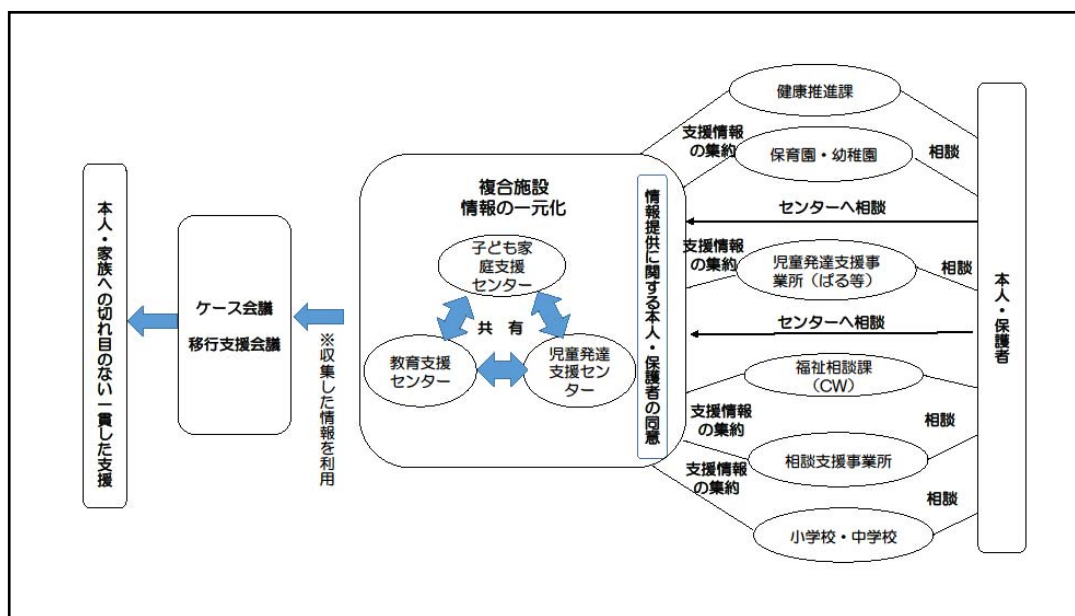 健康推進課
支援情報
の集約
保育園・幼稚園
相談
センターへ相談
支援情報
の集約
児童発達支援事
業所（ぱる等）
相談
センターへ相談
福祉相談課
（CW）
支援情報
の集約
相談
相談支援事業所
支援情報
の集約
相談
小学校・中学校
本人・保護者
情報提供に関する本人・保護者の同意
複合施設
情報の一元化
子ども家
庭支援
センター
共 有
教育支援
センター
児童発達
支援セン
ター
※収集した情報を利用
ケース会議
移行支援会議
本人・家族への切れ目のない一貫した支援